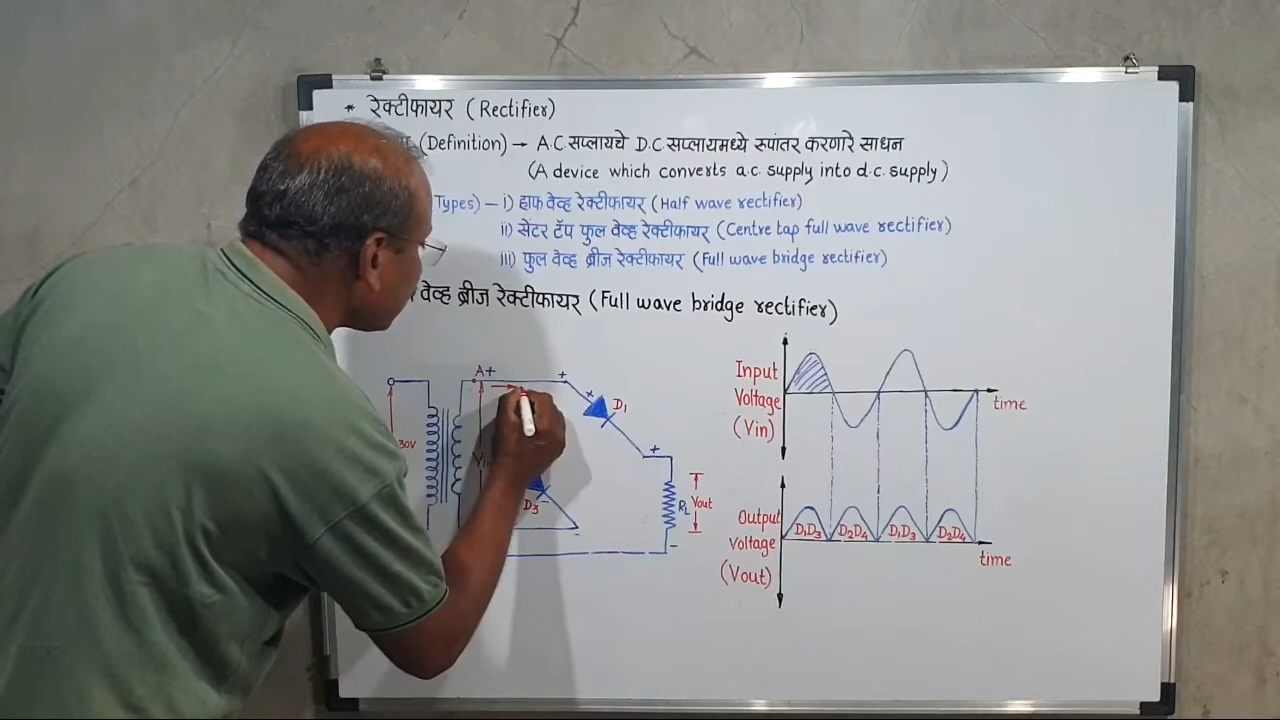 * रेक्टीफायर (Rectifier)
(Definition) → A.C सप्लायचे D.C. सप्लायमध्ये रुपांतर करणारे साधन
(A device which converts a.c. supply into d.c. supply)
Types) – i) हाफ वेव्ह रेक्टीफायर (Half wave rectifier)
ii) सेंटर टॅप फुल वेव्ह रेक्टीफायर (Centre tap full wave rectifier)
iii) फुल वेव्ह ब्रीज रेक्टीफायर (Full wave bridge rectifier)
वेव्ह ब्रीज रेक्टीफायर (Full wave bridge rectifier)
A+
+
+
D1
+
30V
D3
-
-
RL
Vout
-
Input
Voltage
(Vin)
time
Output
Voltage
(Vout)
D1D3
D2D4
D1D3
D2D4
time